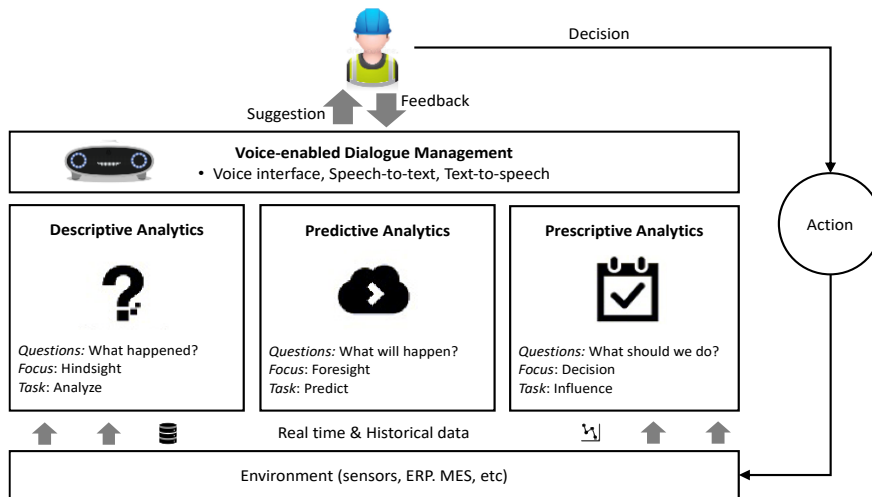 Decision
Suggestion
Feedback
Voice-enabled Dialogue Management
• Voice interface, Speech-to-text, Text-to-speech
Descriptive Analytics
Questions: What happened?
Focus: Hindsight
Task: Analyze
Predictive Analytics
Questions: What will happen?
Focus: Foresight
Task: Predict
Prescriptive Analytics
Questions: What should we do?
Focus: Decision
Task: Influence
Action
Real time & Historical data
Environment (sensors, ERP. MES, etc)